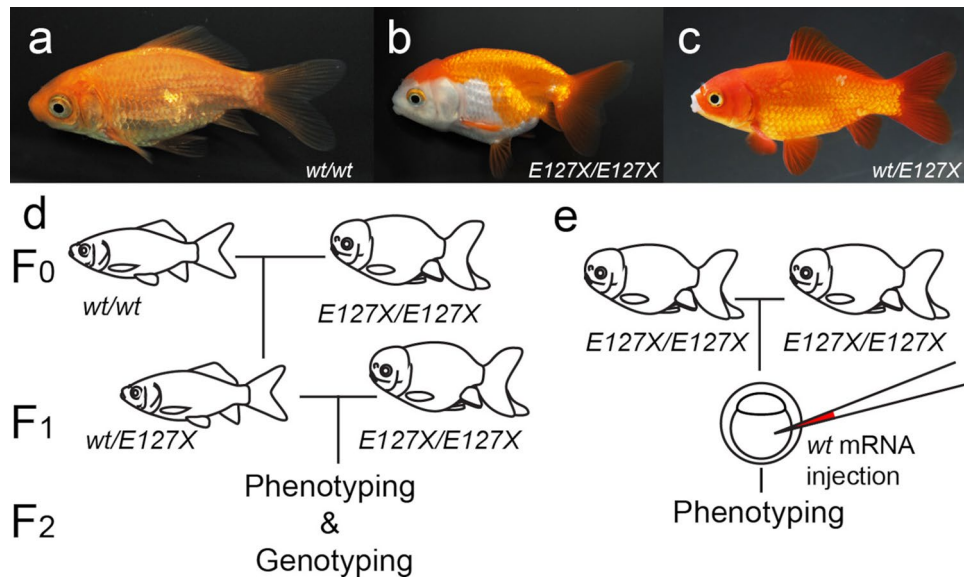 a
b
c
wt/wt
E127X/E127X
wt/E127X
d
F0
wt/wt
E127X/E127X
F1
wt/E127X
E127X/E127X
F2
Phenotyping
&
Genotyping
e
E127X/E127X
E127X/E127X
wt mRNA
injection
Phenotyping